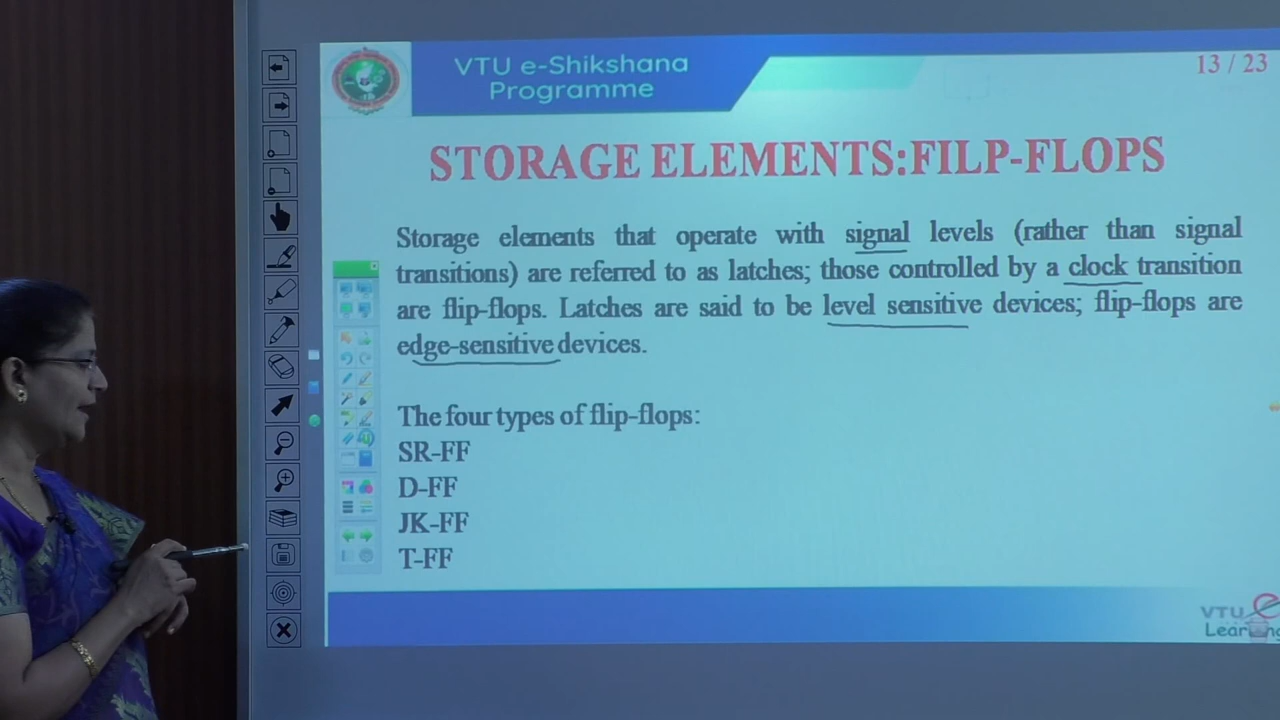 VTU e-Shikshana
Programme
13 / 23
STORAGE ELEMENTS:FILP-FLOPS
Storage elements that operate with signal levels (rather than signal
transitions) are referred to as latches; those controlled by a clock transition
are flip-flops. Latches are said to be level sensitive devices; flip-flops are
edge-sensitive devices.
The four types of flip-flops:
SR-FF
D-FF
JK-FF
T-FF
VTU e
Learning